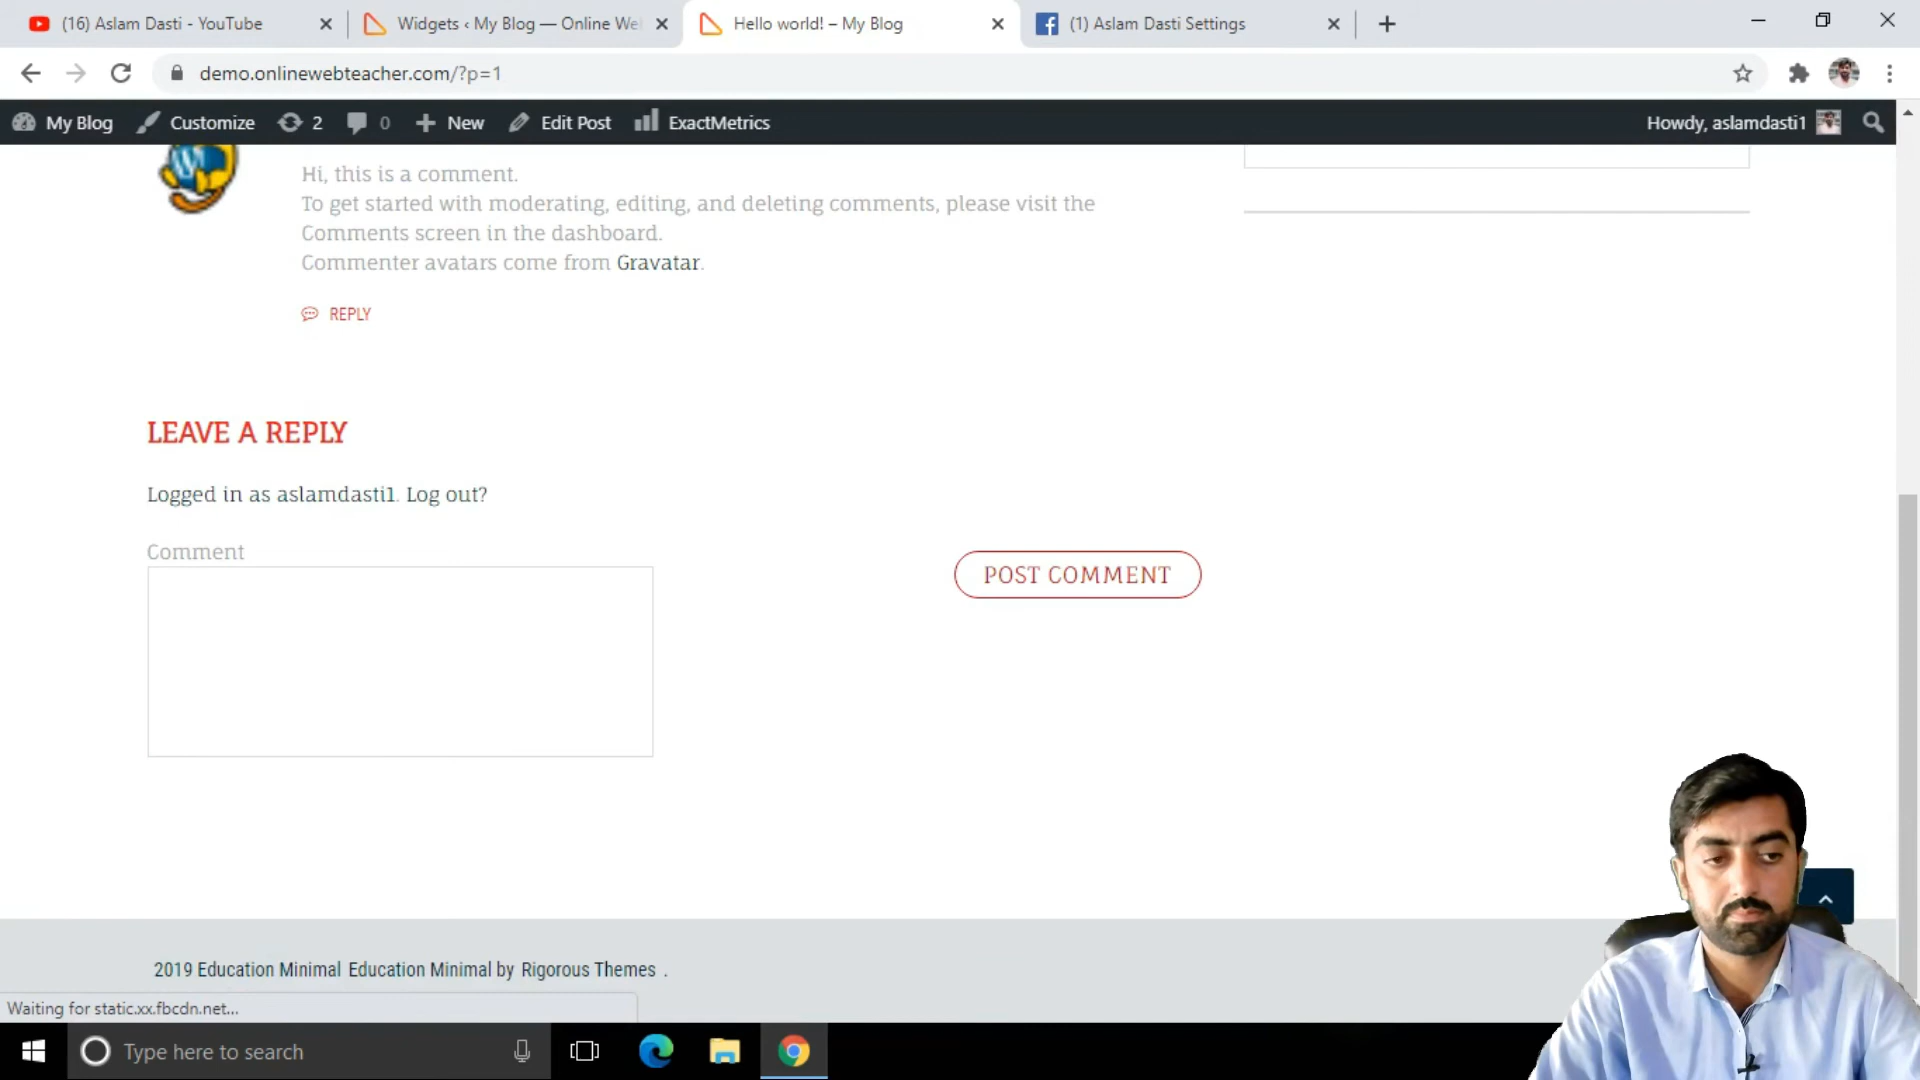 (16) Aslam Dasti - YouTube
Widgets ‹ My Blog — Online We
Hello world! – My Blog
(1) Aslam Dasti Settings
demo.onlinewebteacher.com/?p=1
My Blog
Customize
2
0
New
Edit Post
ExactMetrics
Howdy, aslamdasti1
Hi, this is a comment.
To get started with moderating, editing, and deleting comments, please visit the
Comments screen in the dashboard.
Commenter avatars come from Gravatar.
REPLY
LEAVE A REPLY
Logged in as aslamdasti1. Log out?
Comment
POST COMMENT
2019 Education Minimal Education Minimal by Rigorous Themes .
Waiting for static.xx.fbcdn.net...
Type here to search